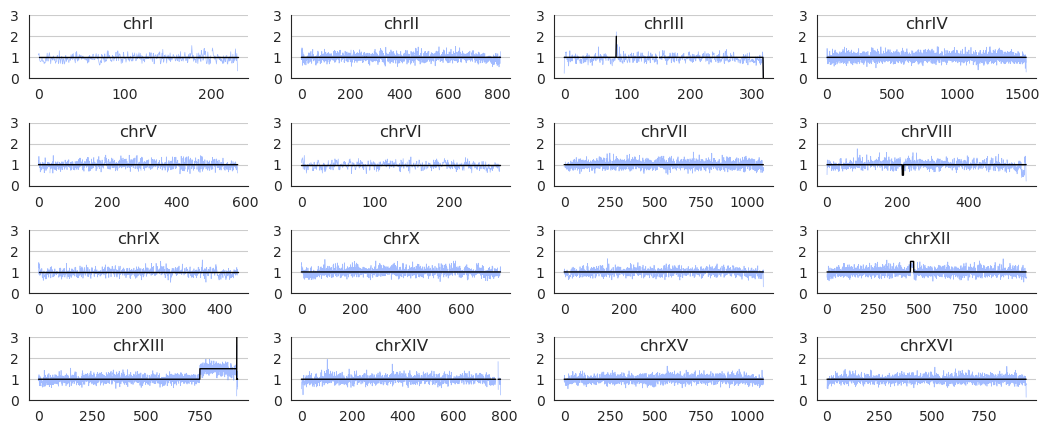 chrI chrII chrIII chrIV
3 3 3 3
2 2 2 2
1 1 1 1
0 0 0 0
0 100 200 0 200 400 600 800 0 100 200 300 0 500 1000 1500
chrV chrVI chrVII chrVIII
3 3 3 3
2 2 2 2
1 1 1 1
0 0 0 0
0 200 400 600 0 100 200 0 250 500 750 1000 0 200 400
chrIX chrX chrXI chrXII
3 3 3 3
2 2 2 2
1 1 1 1
0 0 0 0
0 100 200 300 400 0 200 400 600 0 200 400 600 0 250 500 750 1000
chrXIII chrXIV chrXV chrXVI
3 3 3 3
2 2 2 2
1 1 1 1
0 0 0 0
0 250 500 750 0 200 400 600 800 0 250 500 750 1000 0 250 500 750